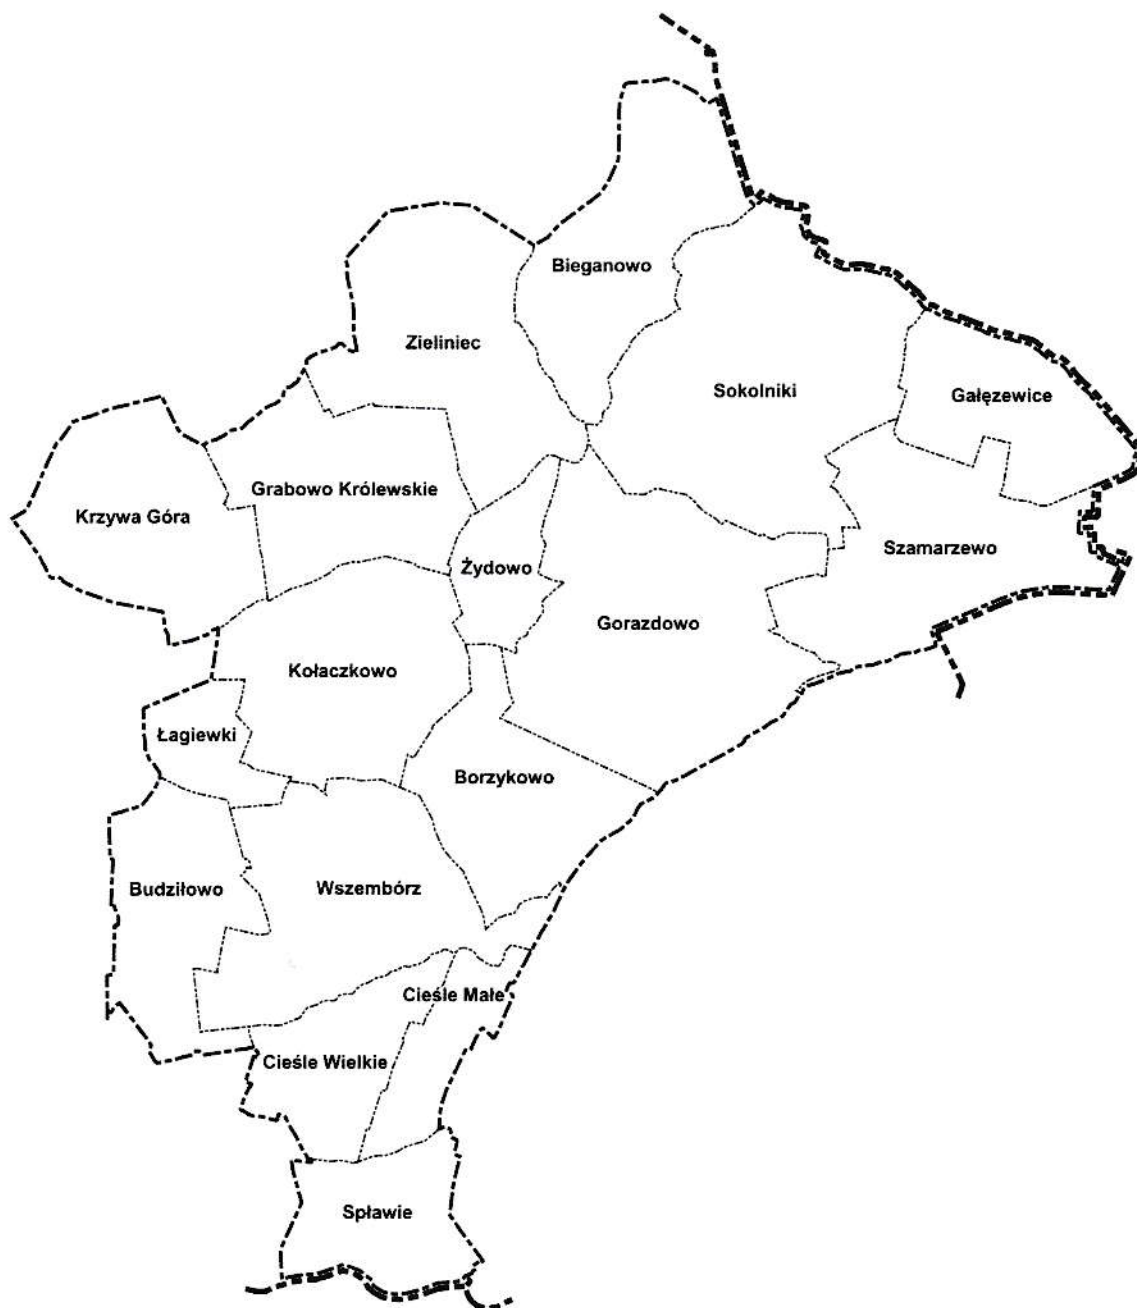 Bieganowo
Zieliniec
Sokolniki
Gałęzewice
Grabowo Królewskie
Krzywa Góra
Szamarzewo
Żydowo
Gorazdowo
Kołaczkowo
Łagiewki
Borzykowo
Budziłowo
Wszembórz
Cieśle Małe
Cieśle Wielkie
Spławie